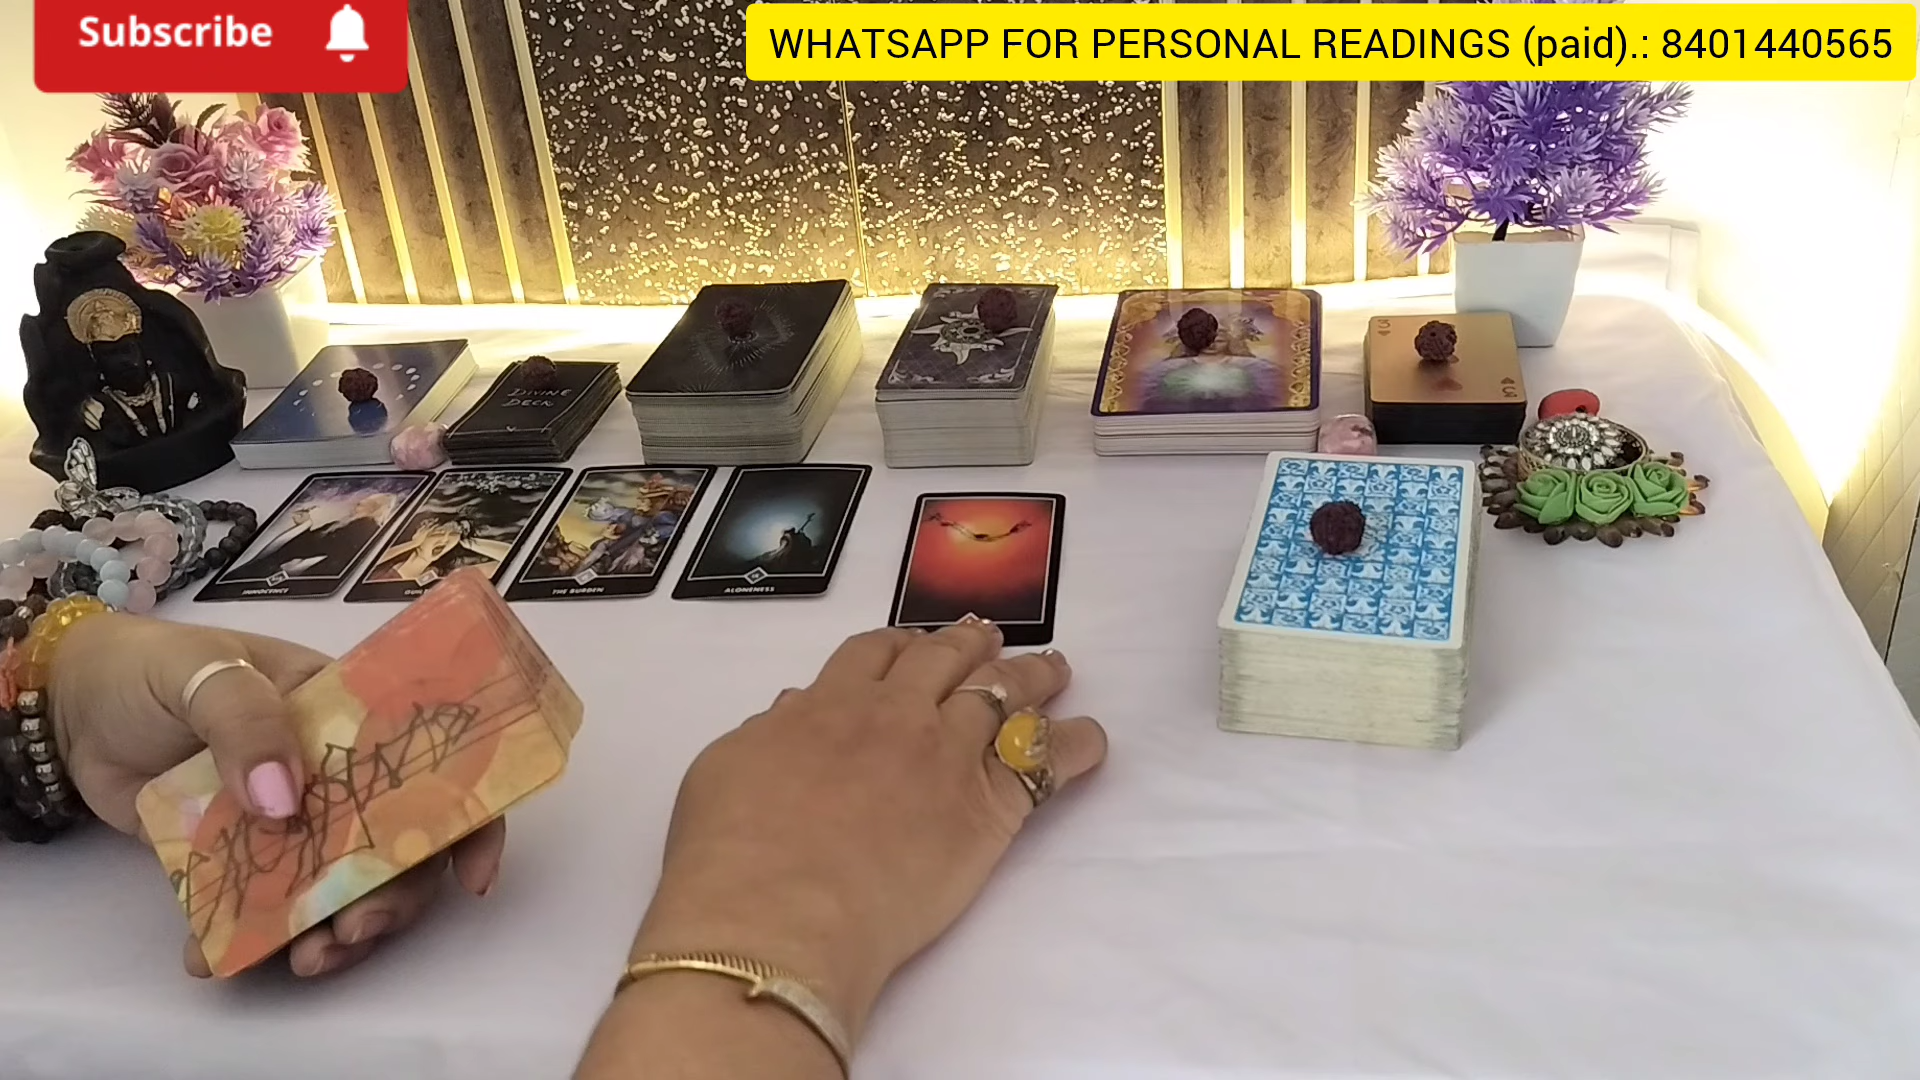 Subscribe
WHATSAPP FOR PERSONAL READINGS (paid).: 8401440565
DIVINE
DECK
INNOCENCE
THE BURDEN
ALONENESS